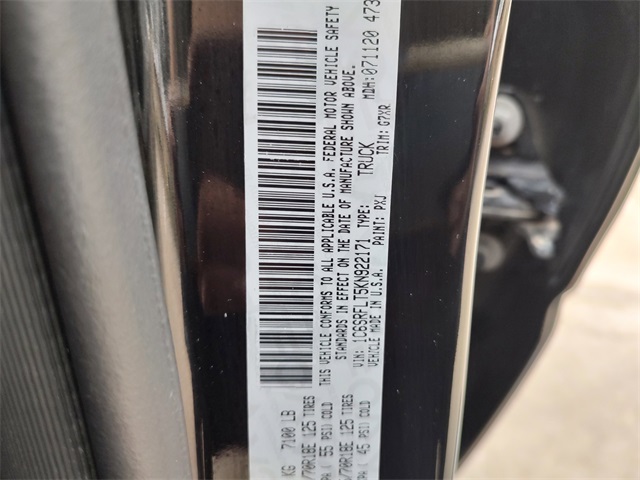 THIS VEHICLE CONFORMS TO ALL APPLICABLE U.S.A. FEDERAL MOTOR VEHICLE SAFETY
STANDARDS IN EFFECT ON THE DATE OF MANUFACTURE SHOWN ABOVE.
VIN: 1C6SRFLT5KN922171 TYPE: TRUCK MDH:071120 473
VEHICLE MADE IN U.S.A. PAINT: PXJ TRIM: G7XR
KG 7100 LB
/70R18E 125 TIRES
55 PSI) COLD
/70R18E 125 TIRES
45 PSI) COLD